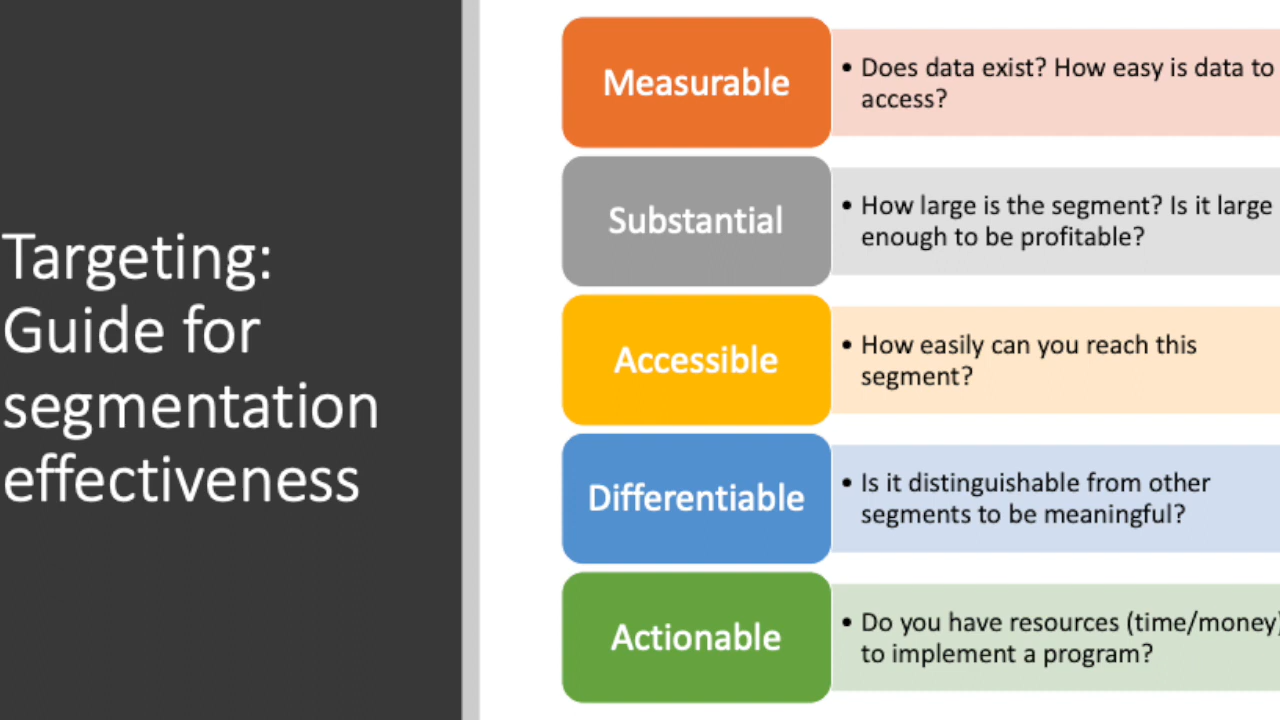 Targeting:
Guide for
segmentation
effectiveness
Measurable
• Does data exist? How easy is data to
access?
Substantial
• How large is the segment? Is it large
enough to be profitable?
Accessible
• How easily can you reach this
segment?
Differentiable
• Is it distinguishable from other
segments to be meaningful?
Actionable
• Do you have resources (time/money)
to implement a program?